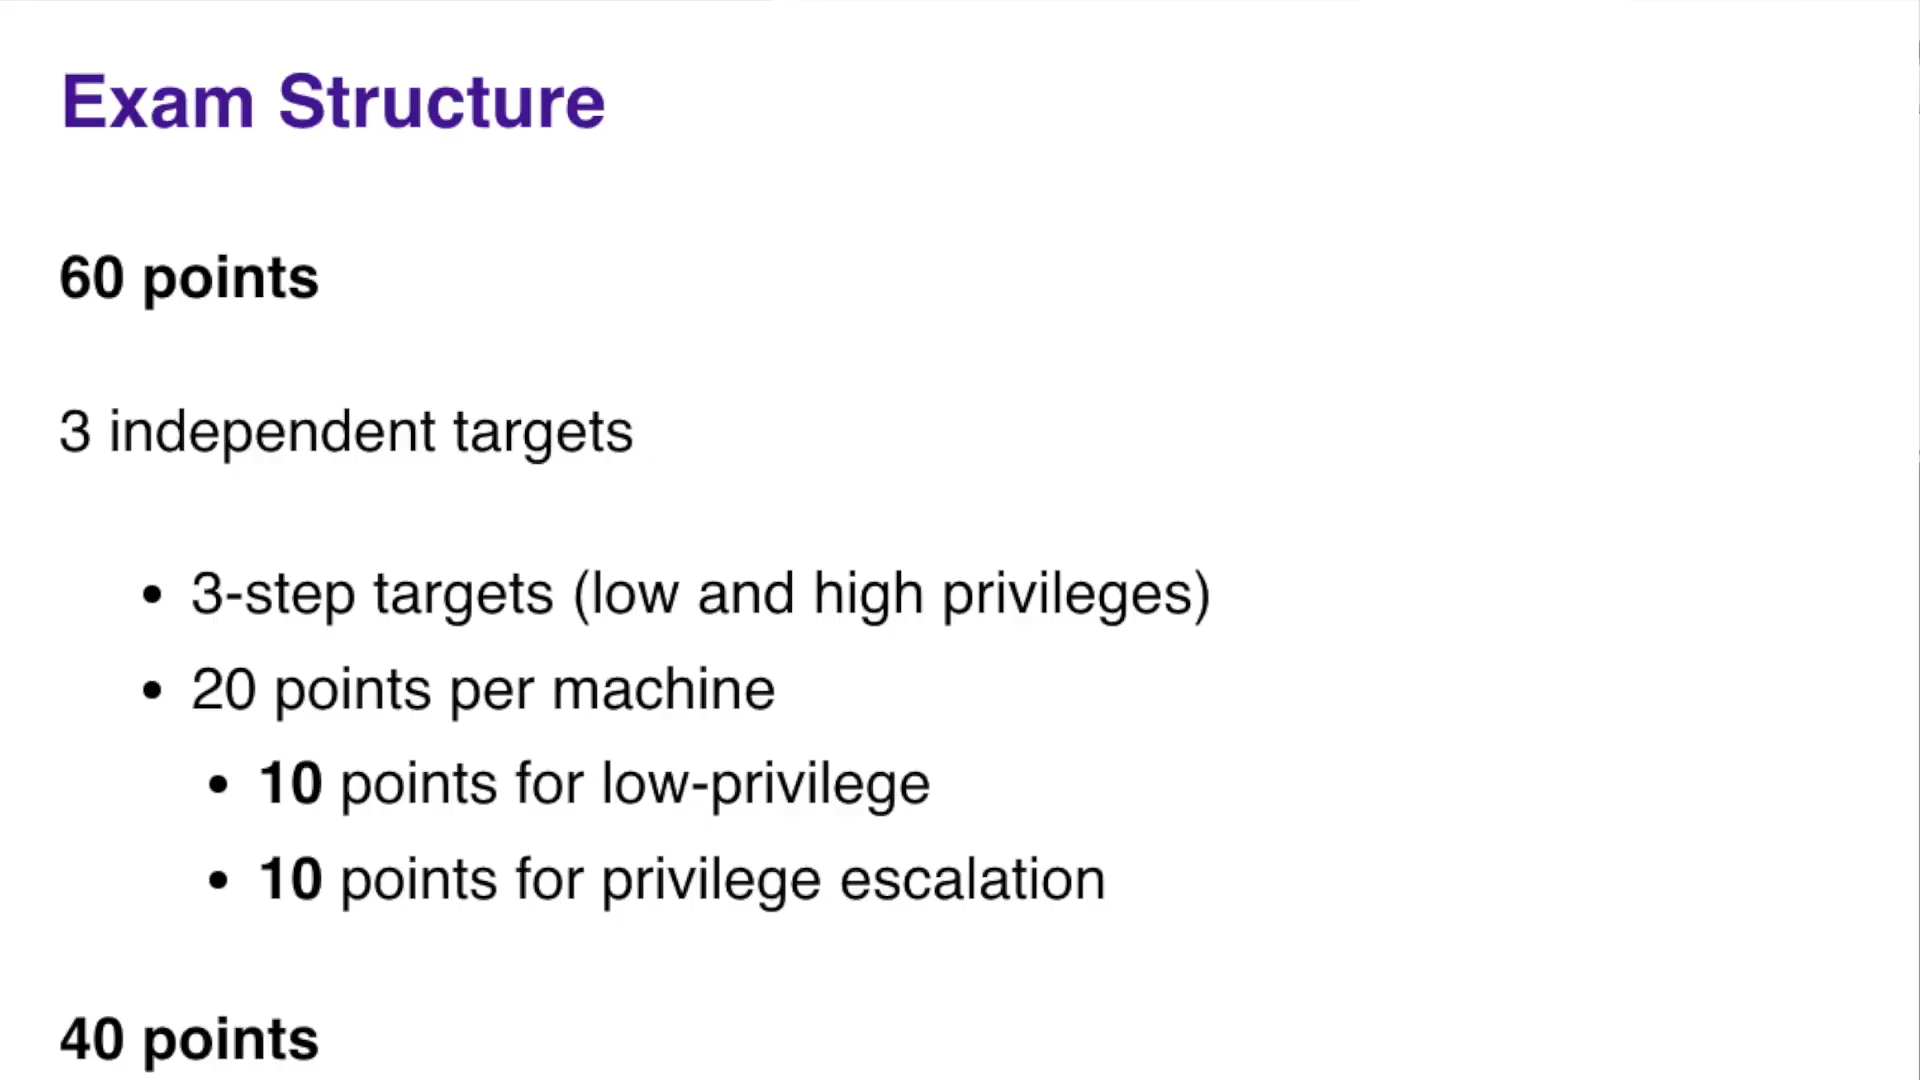 Exam Structure
60 points
3 independent targets
• 3-step targets (low and high privileges)
• 20 points per machine
• 10 points for low-privilege
• 10 points for privilege escalation
40 points